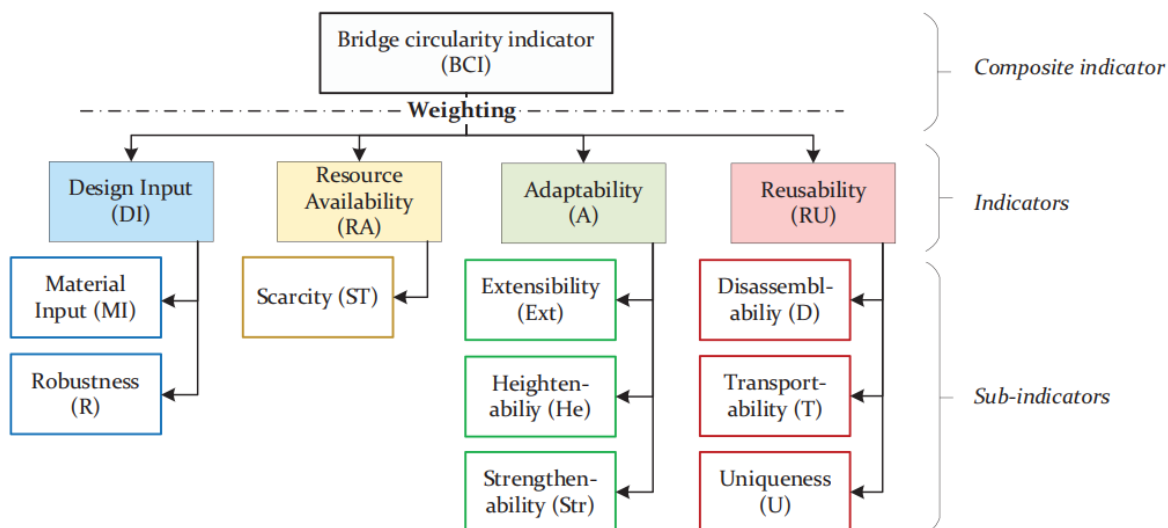 Bridge circularity indicator
(BCI)
Composite indicator
Weighting
Design Input
(DI)
Resource
Availability
(RA)
Adaptability
(A)
Reusability
(RU)
Indicators
Material
Input (MI)
Scarcity (ST)
Extensibility
(Ext)
Disassembl-
abiliy (D)
Robustness
(R)
Heighten-
abiliy (He)
Transport-
ability (T)
Sub-indicators
Strengthen-
ability (Str)
Uniqueness
(U)